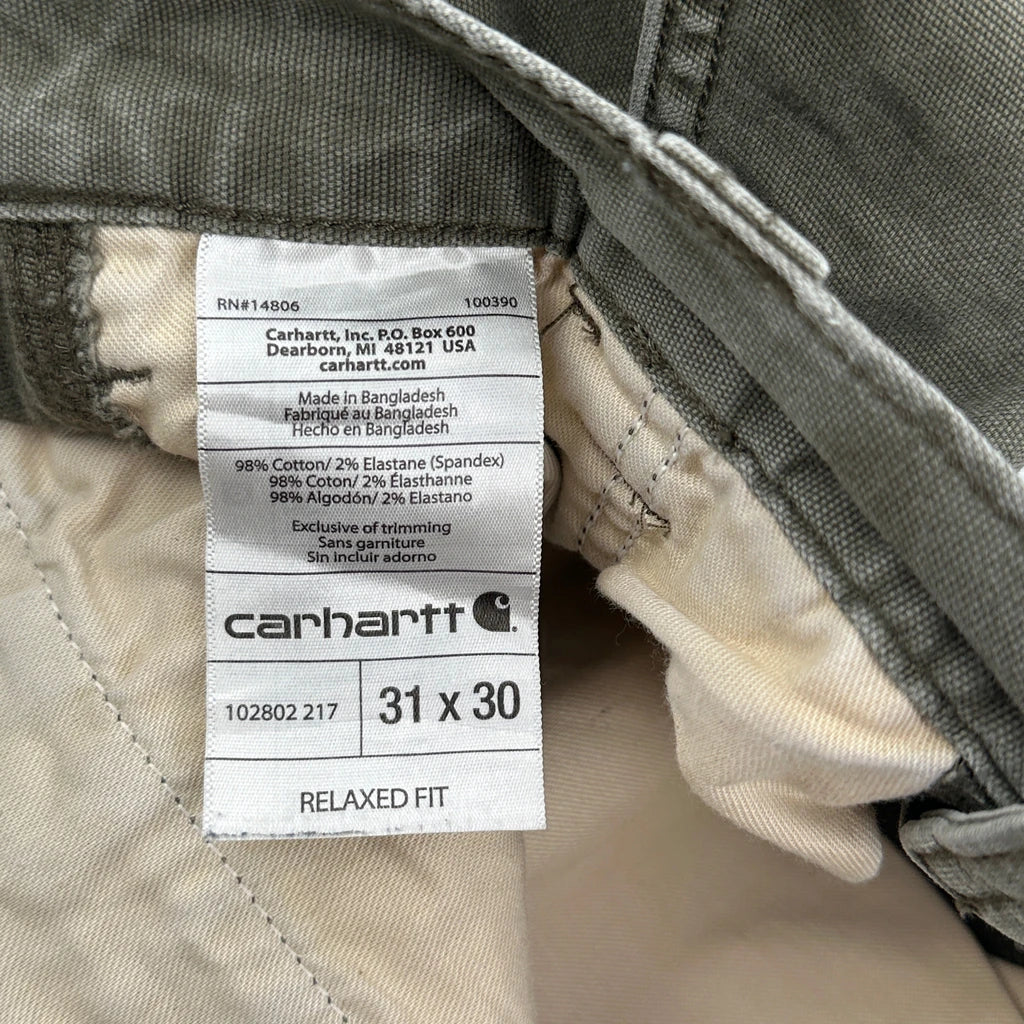 RN#14806 100390
Carhartt, Inc. P.O. Box 600
Dearborn, MI 48121 USA
carhartt.com
Made in Bangladesh
Fabriqué au Bangladesh
Hecho en Bangladesh
98% Cotton/ 2% Elastane (Spandex)
98% Coton/ 2% Élasthanne
98% Algodón/ 2% Elastano
Exclusive of trimming
Sans garniture
Sin incluir adorno
carhartt
102802 217 31 x 30
RELAXED FIT